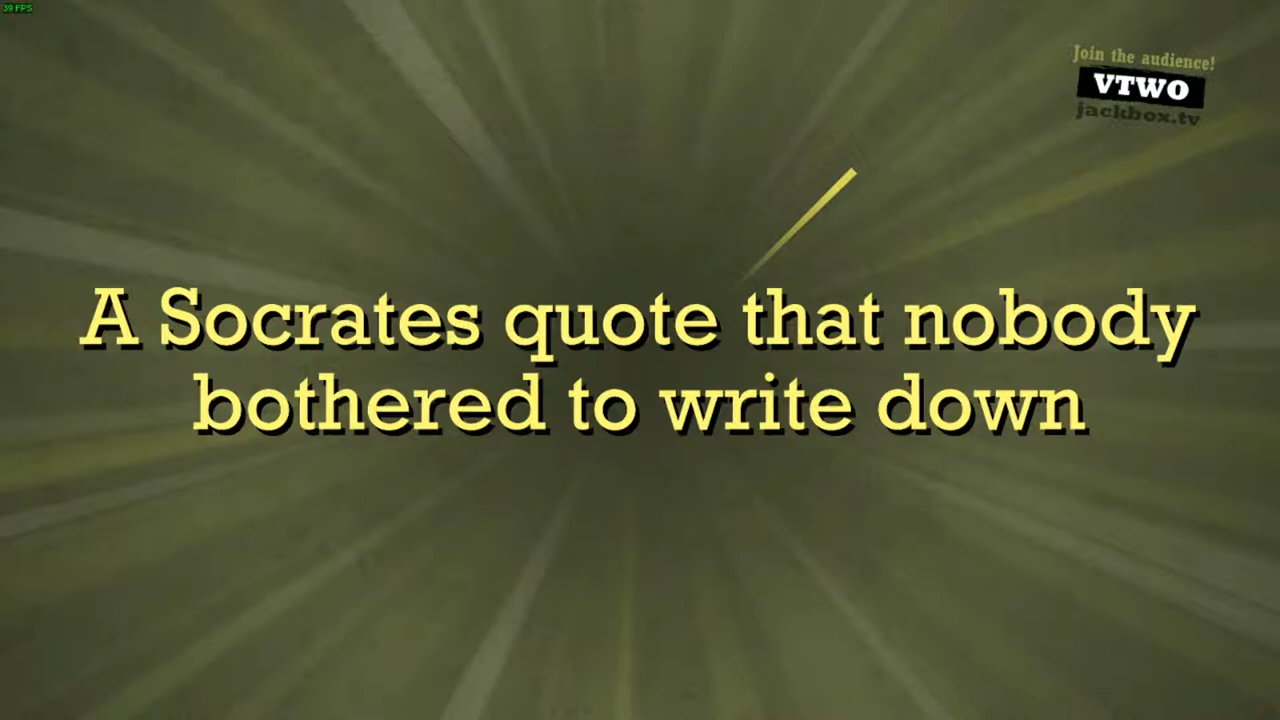 39 FPS
Join the audience!
VTWO
jackbox.tv
A Socrates quote that nobody
bothered to write down